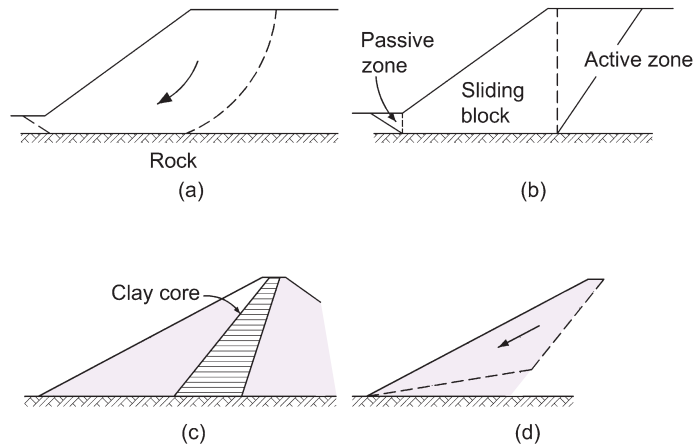 Rock
(a)
Passive
zone
Sliding
block
Active zone
(b)
Clay core
(c)
(d)